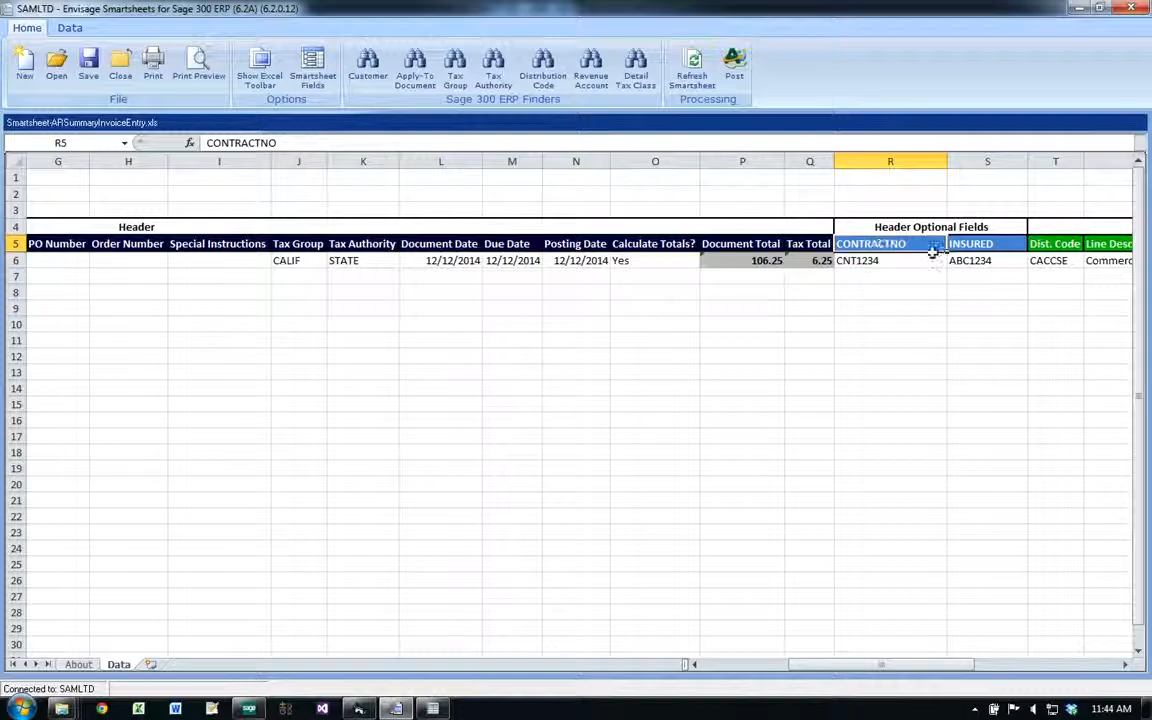 SAMLTD - Envisage Smartsheets for Sage 300 ERP (6.2A) (6.2.0.12)
Home Data
New Open Save Close Print Print Preview Show Excel Toolbar Smartsheet Fields Customer Apply-To Document Tax Group Tax Authority Distribution Code Revenue Account Detail Tax Class Refresh Smartsheet Post
File Options Sage 300 ERP Finders Processing
Smartsheet-ARSummaryInvoiceEntry.xls
R5 fx CONTRACTNO
G H I J K L M N O P Q R S T
1
2
3
4 Header Header Optional Fields
5 PO Number Order Number Special Instructions Tax Group Tax Authority Document Date Due Date Posting Date Calculate Totals? Document Total Tax Total CONTRACTNO INSURED Dist. Code Line Desc
6 CALIF STATE 12/12/2014 12/12/2014 12/12/2014 Yes 106.25 6.25 CNT1234 ABC1234 CACCSE Commerc
7
8
9
10
11
12
13
14
15
16
17
18
19
20
21
22
23
24
25
26
27
28
29
30
About Data
Connected to: SAMLTD
11:44 AM